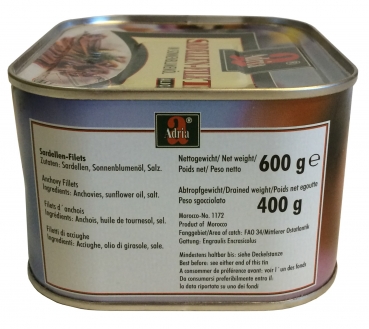 SARDELLEN-FILETS
Adria
a
Adria
®
Sardellen-Filets
Zutaten: Sardellen, Sonnenblumenöl, Salz.
Anchovy Fillets
Ingredients: Anchovies, sunflower oil, salt.
Filets d'anchois
Ingrédients: Anchois, huile de tournesol, sel.
Filetti di acciughe
Ingredienti: Acciughe, olio di girasole, sale.
Nettogewicht/ Net weight/
Poids net/ Peso netto
600 g e
Abtropfgewicht/Drained weight/Poids net egoutte
Peso sgocciolato
400 g
Morocco-No. 1172
Product of Morocco
Fanggebiet/Area of catch: FAO 34/Mittlerer Ostatlantik
Gattung: Engraulis Encrasicolus
Mindestens haltbar bis: siehe Deckelstanze
Best before: see either end of this tin
A consommer de préférence avant: voir l'un des fonds
Da consumarsi preferibilmente entro il:
la data riportata su uno dei fondi